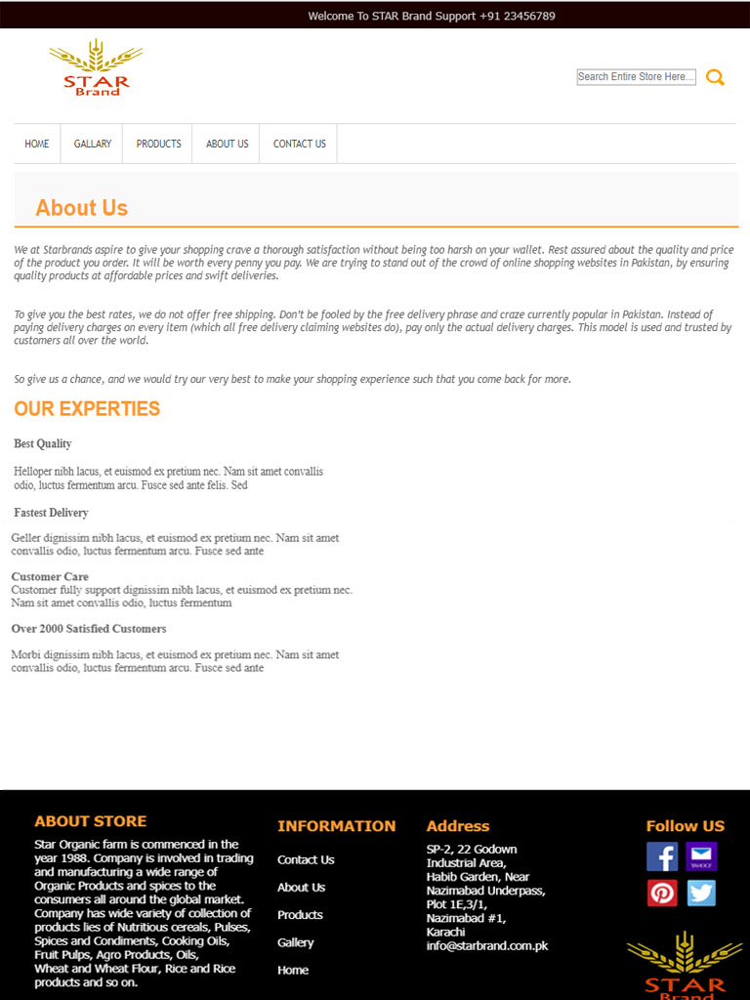 Welcome To STAR Brand Support +91 23456789
STAR
Brand
Search Entire Store Here...
HOME
GALLARY
PRODUCTS
ABOUT US
CONTACT US
About Us
We at Starbrands aspire to give your shopping crave a thorough satisfaction without being too harsh on your wallet. Rest assured about the quality and price
of the product you order. It will be worth every penny you pay. We are trying to stand out of the crowd of online shopping websites in Pakistan, by ensuring
quality products at affordable prices and swift deliveries.
To give you the best rates, we do not offer free shipping. Don’t be fooled by the free delivery phrase and craze currently popular in Pakistan. Instead of
paying delivery charges on every item (which all free delivery claiming websites do), pay only the actual delivery charges. This model is used and trusted by
customers all over the world.
So give us a chance, and we would try our very best to make your shopping experience such that you come back for more.
OUR EXPERTIES
Best Quality
Helloper nibh lacus, et euismod ex pretium nec. Nam sit amet convallis
odio, luctus fermentum arcu. Fusce sed ante felis. Sed
Fastest Delivery
Geller dignissim nibh lacus, et euismod ex pretium nec. Nam sit amet
convallis odio, luctus fermentum arcu. Fusce sed ante
Customer Care
Customer fully support dignissim nibh lacus, et euismod ex pretium nec.
Nam sit amet convallis odio, luctus fermentum
Over 2000 Satisfied Customers
Morbi dignissim nibh lacus, et euismod ex pretium nec. Nam sit amet
convallis odio, luctus fermentum arcu. Fusce sed ante
ABOUT STORE
Star Organic farm is commenced in the
year 1988. Company is involved in trading
and manufacturing a wide range of
Organic Products and spices to the
consumers all around the global market.
Company has wide variety of collection of
products lies of Nutritious cereals, Pulses,
Spices and Condiments, Cooking Oils,
Fruit Pulps, Agro Products, Oils,
Wheat and Wheat Flour, Rice and Rice
products and so on.
INFORMATION
Contact Us
About Us
Products
Gallery
Home
Address
SP-2, 22 Godown
Industrial Area,
Habib Garden, Near
Nazimabad Underpass,
Plot 1E,3/1,
Nazimabad #1,
Karachi
info@starbrand.com.pk
Follow US
YAHOO!
STAR
Brand